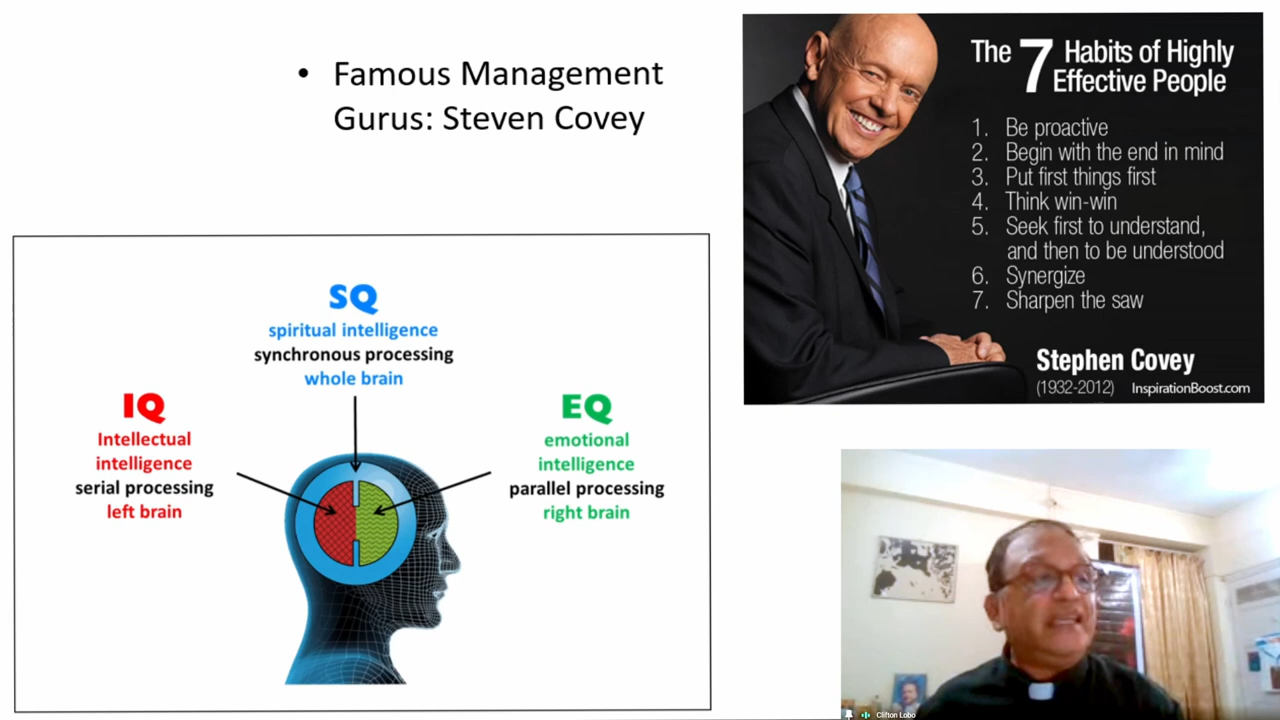 • Famous Management
Gurus: Steven Covey
The 7 Habits of Highly
Effective People
1. Be proactive
2. Begin with the end in mind
3. Put first things first
4. Think win-win
5. Seek first to understand,
and then to be understood
6. Synergize
7. Sharpen the saw
Stephen Covey
(1932-2012) InspirationBoost.com
SQ
spiritual intelligence
synchronous processing
whole brain
IQ
Intellectual
intelligence
serial processing
left brain
EQ
emotional
intelligence
parallel processing
right brain
Clifton Lobo